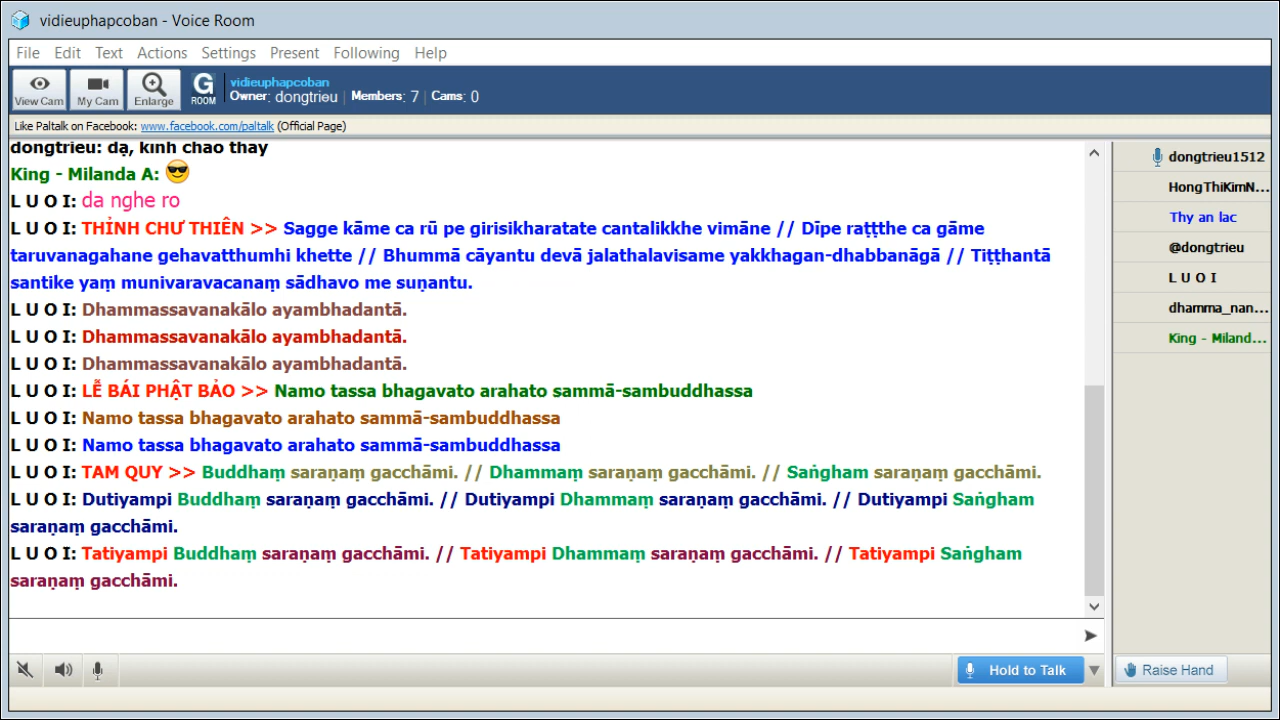 vidieuphapcoban - Voice Room
File Edit Text Actions Settings Present Following Help
View Cam My Cam Enlarge G ROOM vidieuphapcoban
Owner: dongtrieu | Members: 7 | Cams: 0
Like Paltalk on Facebook: www.facebook.com/paltalk (Official Page)
dongtrieu: dạ, kính chào thầy
King - Milanda A:
L U O I: da nghe ro
L U O I: THỈNH CHƯ THIÊN >> Sagge kāme ca rū pe girisikharatate cantalikkhe vimāne // Dīpe raṭṭthe ca gāme
taruvanagahane gehavatthumhi khette // Bhummā cāyantu devā jalathalavisame yakkhagan-dhabbanāgā // Tiṭṭhantā
santike yaṃ munivaravacanaṃ sādhavo me suṇantu.
L U O I: Dhammassavanakālo ayambhadantā.
L U O I: Dhammassavanakālo ayambhadantā.
L U O I: Dhammassavanakālo ayambhadantā.
L U O I: LỄ BÁI PHẬT BẢO >> Namo tassa bhagavato arahato sammā-sambuddhassa
L U O I: Namo tassa bhagavato arahato sammā-sambuddhassa
L U O I: Namo tassa bhagavato arahato sammā-sambuddhassa
L U O I: TAM QUY >> Buddhaṃ saraṇaṃ gacchāmi. // Dhammaṃ saraṇaṃ gacchāmi. // Saṅgham saraṇaṃ gacchāmi.
L U O I: Dutiyampi Buddhaṃ saraṇaṃ gacchāmi. // Dutiyampi Dhammaṃ saraṇaṃ gacchāmi. // Dutiyampi Saṅgham
saraṇaṃ gacchāmi.
L U O I: Tatiyampi Buddhaṃ saraṇaṃ gacchāmi. // Tatiyampi Dhammaṃ saraṇaṃ gacchāmi. // Tatiyampi Saṅgham
saraṇaṃ gacchāmi.
dongtrieu1512
HongThiKimN...
Thy an lac
@dongtrieu
L U O I
dhamma_nan...
King - Miland...
Hold to Talk
Raise Hand